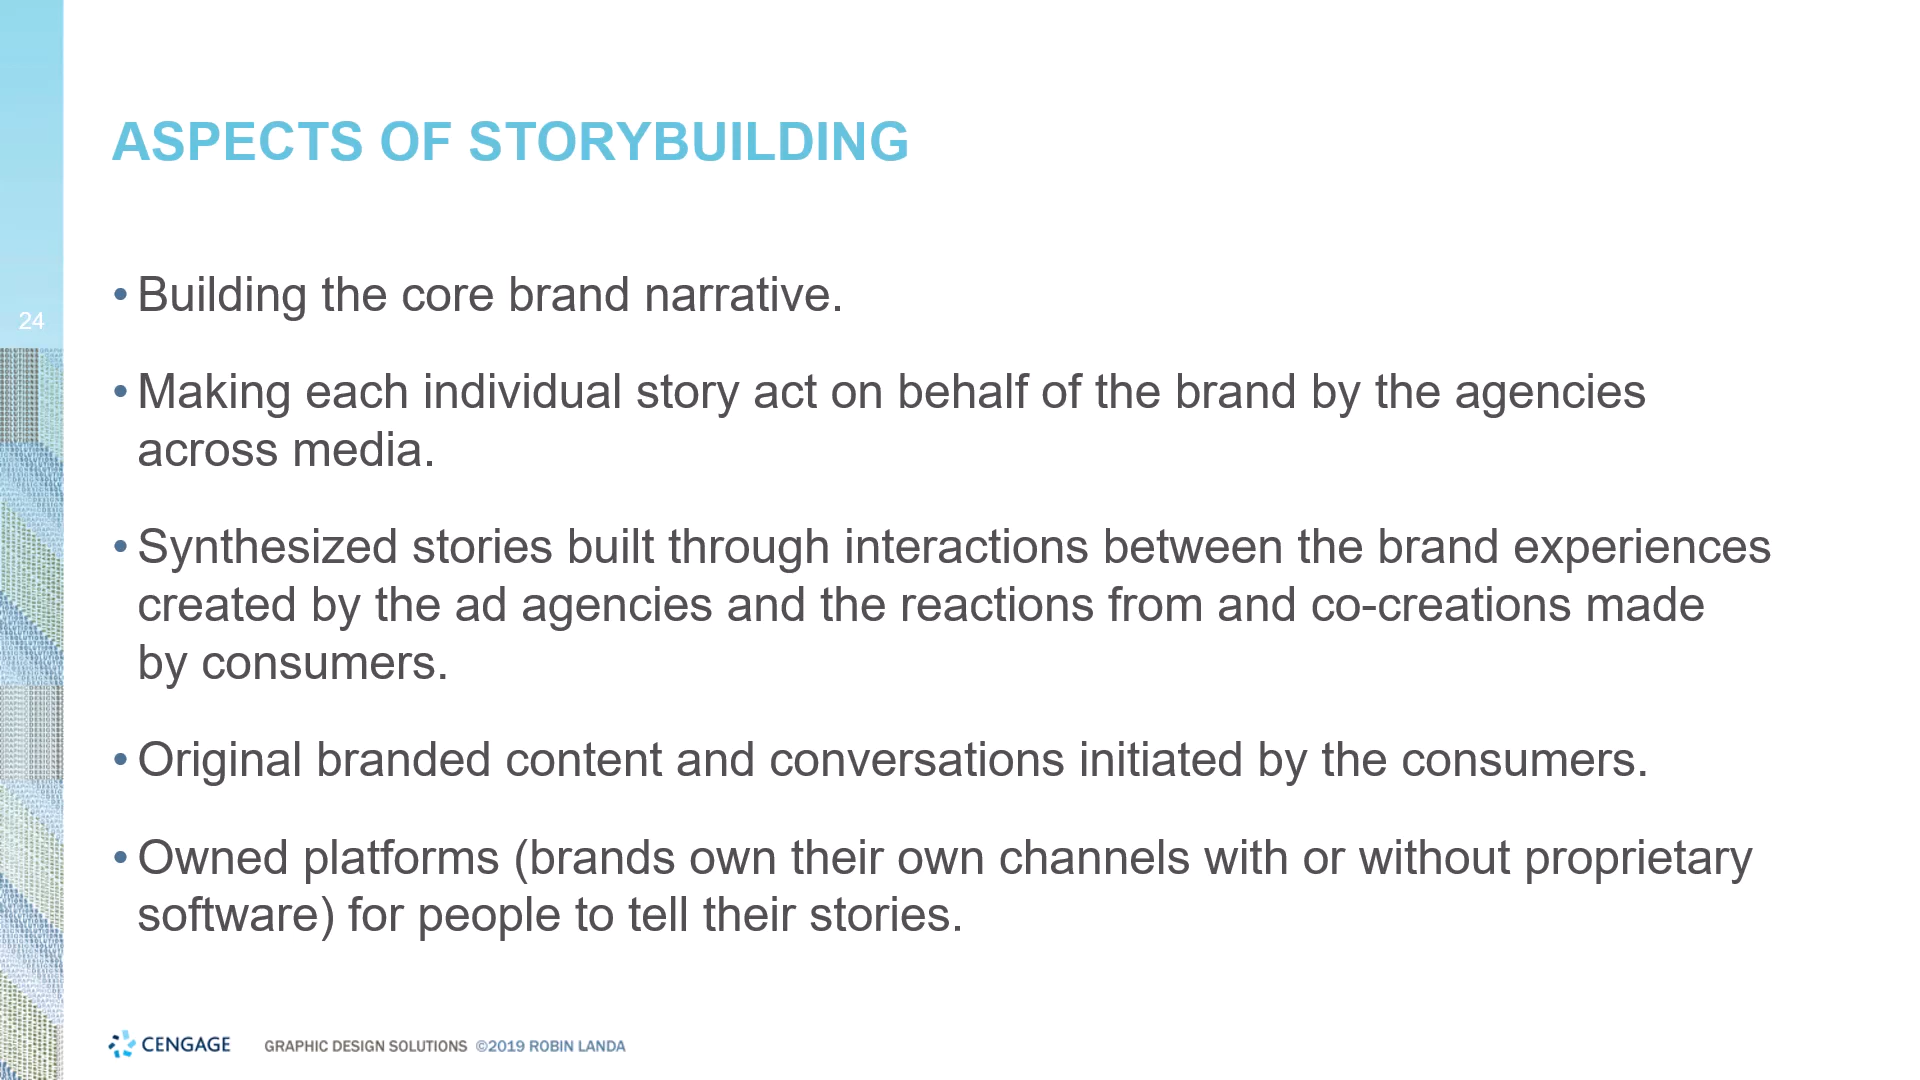 ASPECTS OF STORYBUILDING
• Building the core brand narrative.
24
• Making each individual story act on behalf of the brand by the agencies
across media.
• Synthesized stories built through interactions between the brand experiences
created by the ad agencies and the reactions from and co-creations made
by consumers.
• Original branded content and conversations initiated by the consumers.
• Owned platforms (brands own their own channels with or without proprietary
software) for people to tell their stories.
CENGAGE GRAPHIC DESIGN SOLUTIONS ©2019 ROBIN LANDA